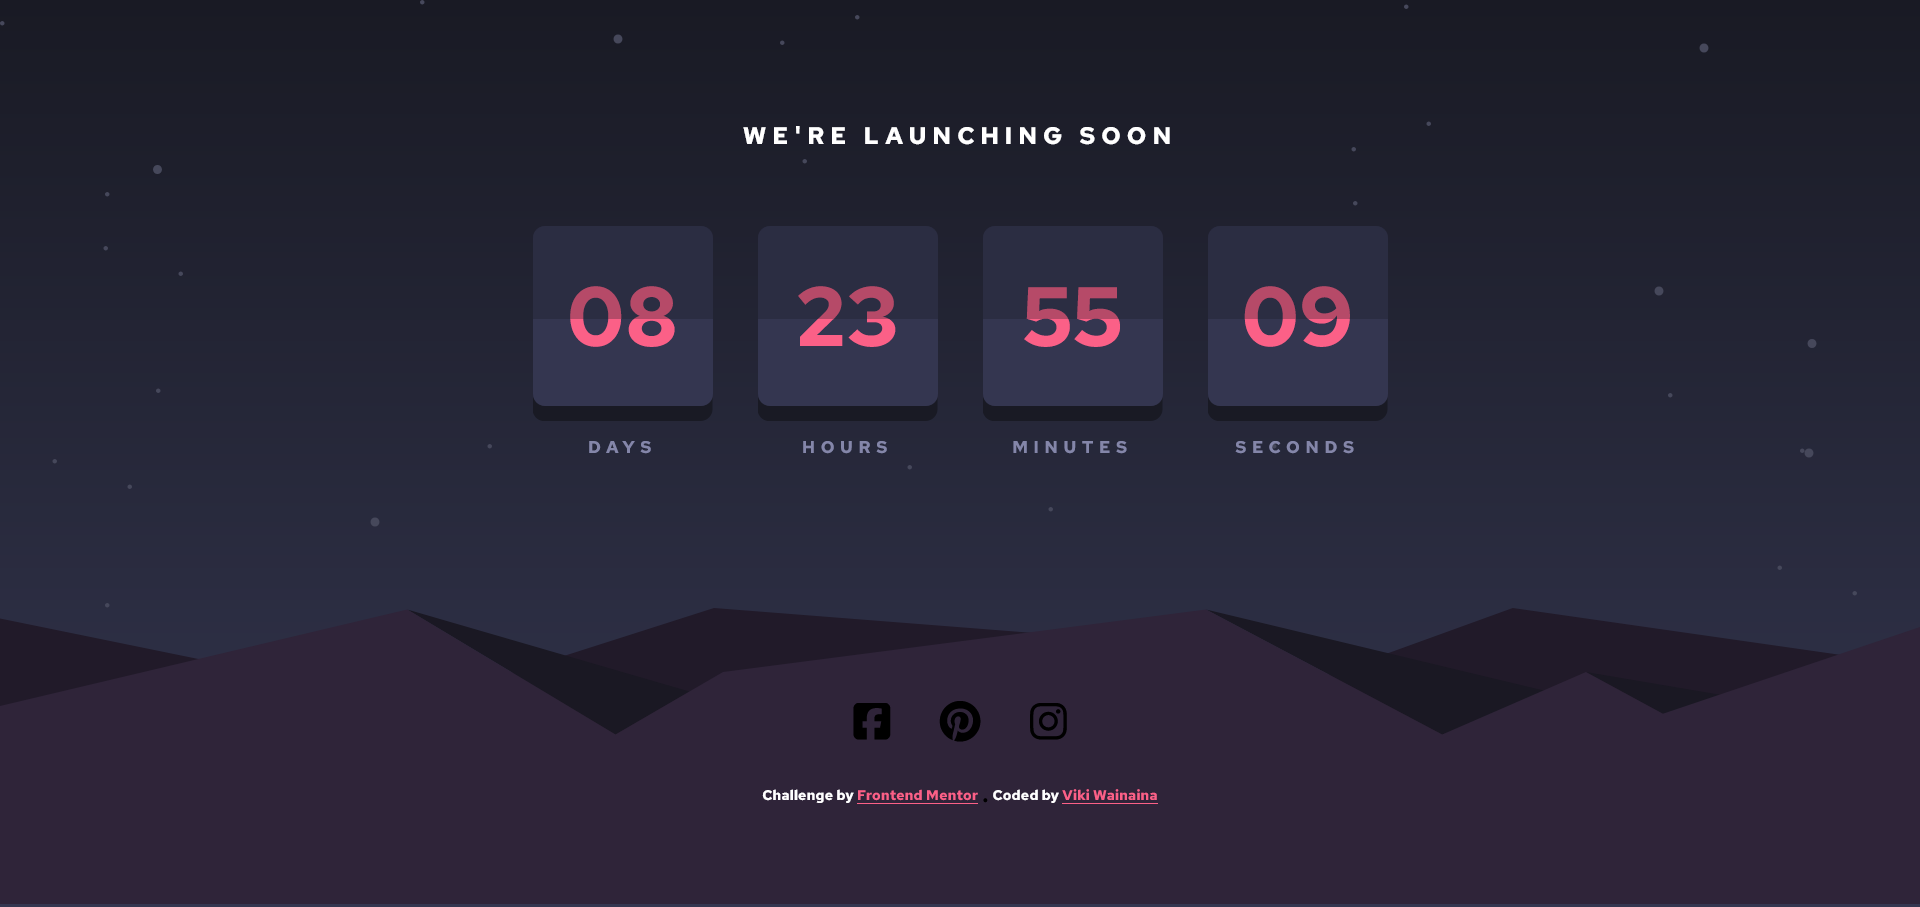 WE'RE LAUNCHING SOON
08 23 55 09
DAYS HOURS MINUTES SECONDS
Challenge by Frontend Mentor . Coded by Viki Wainaina